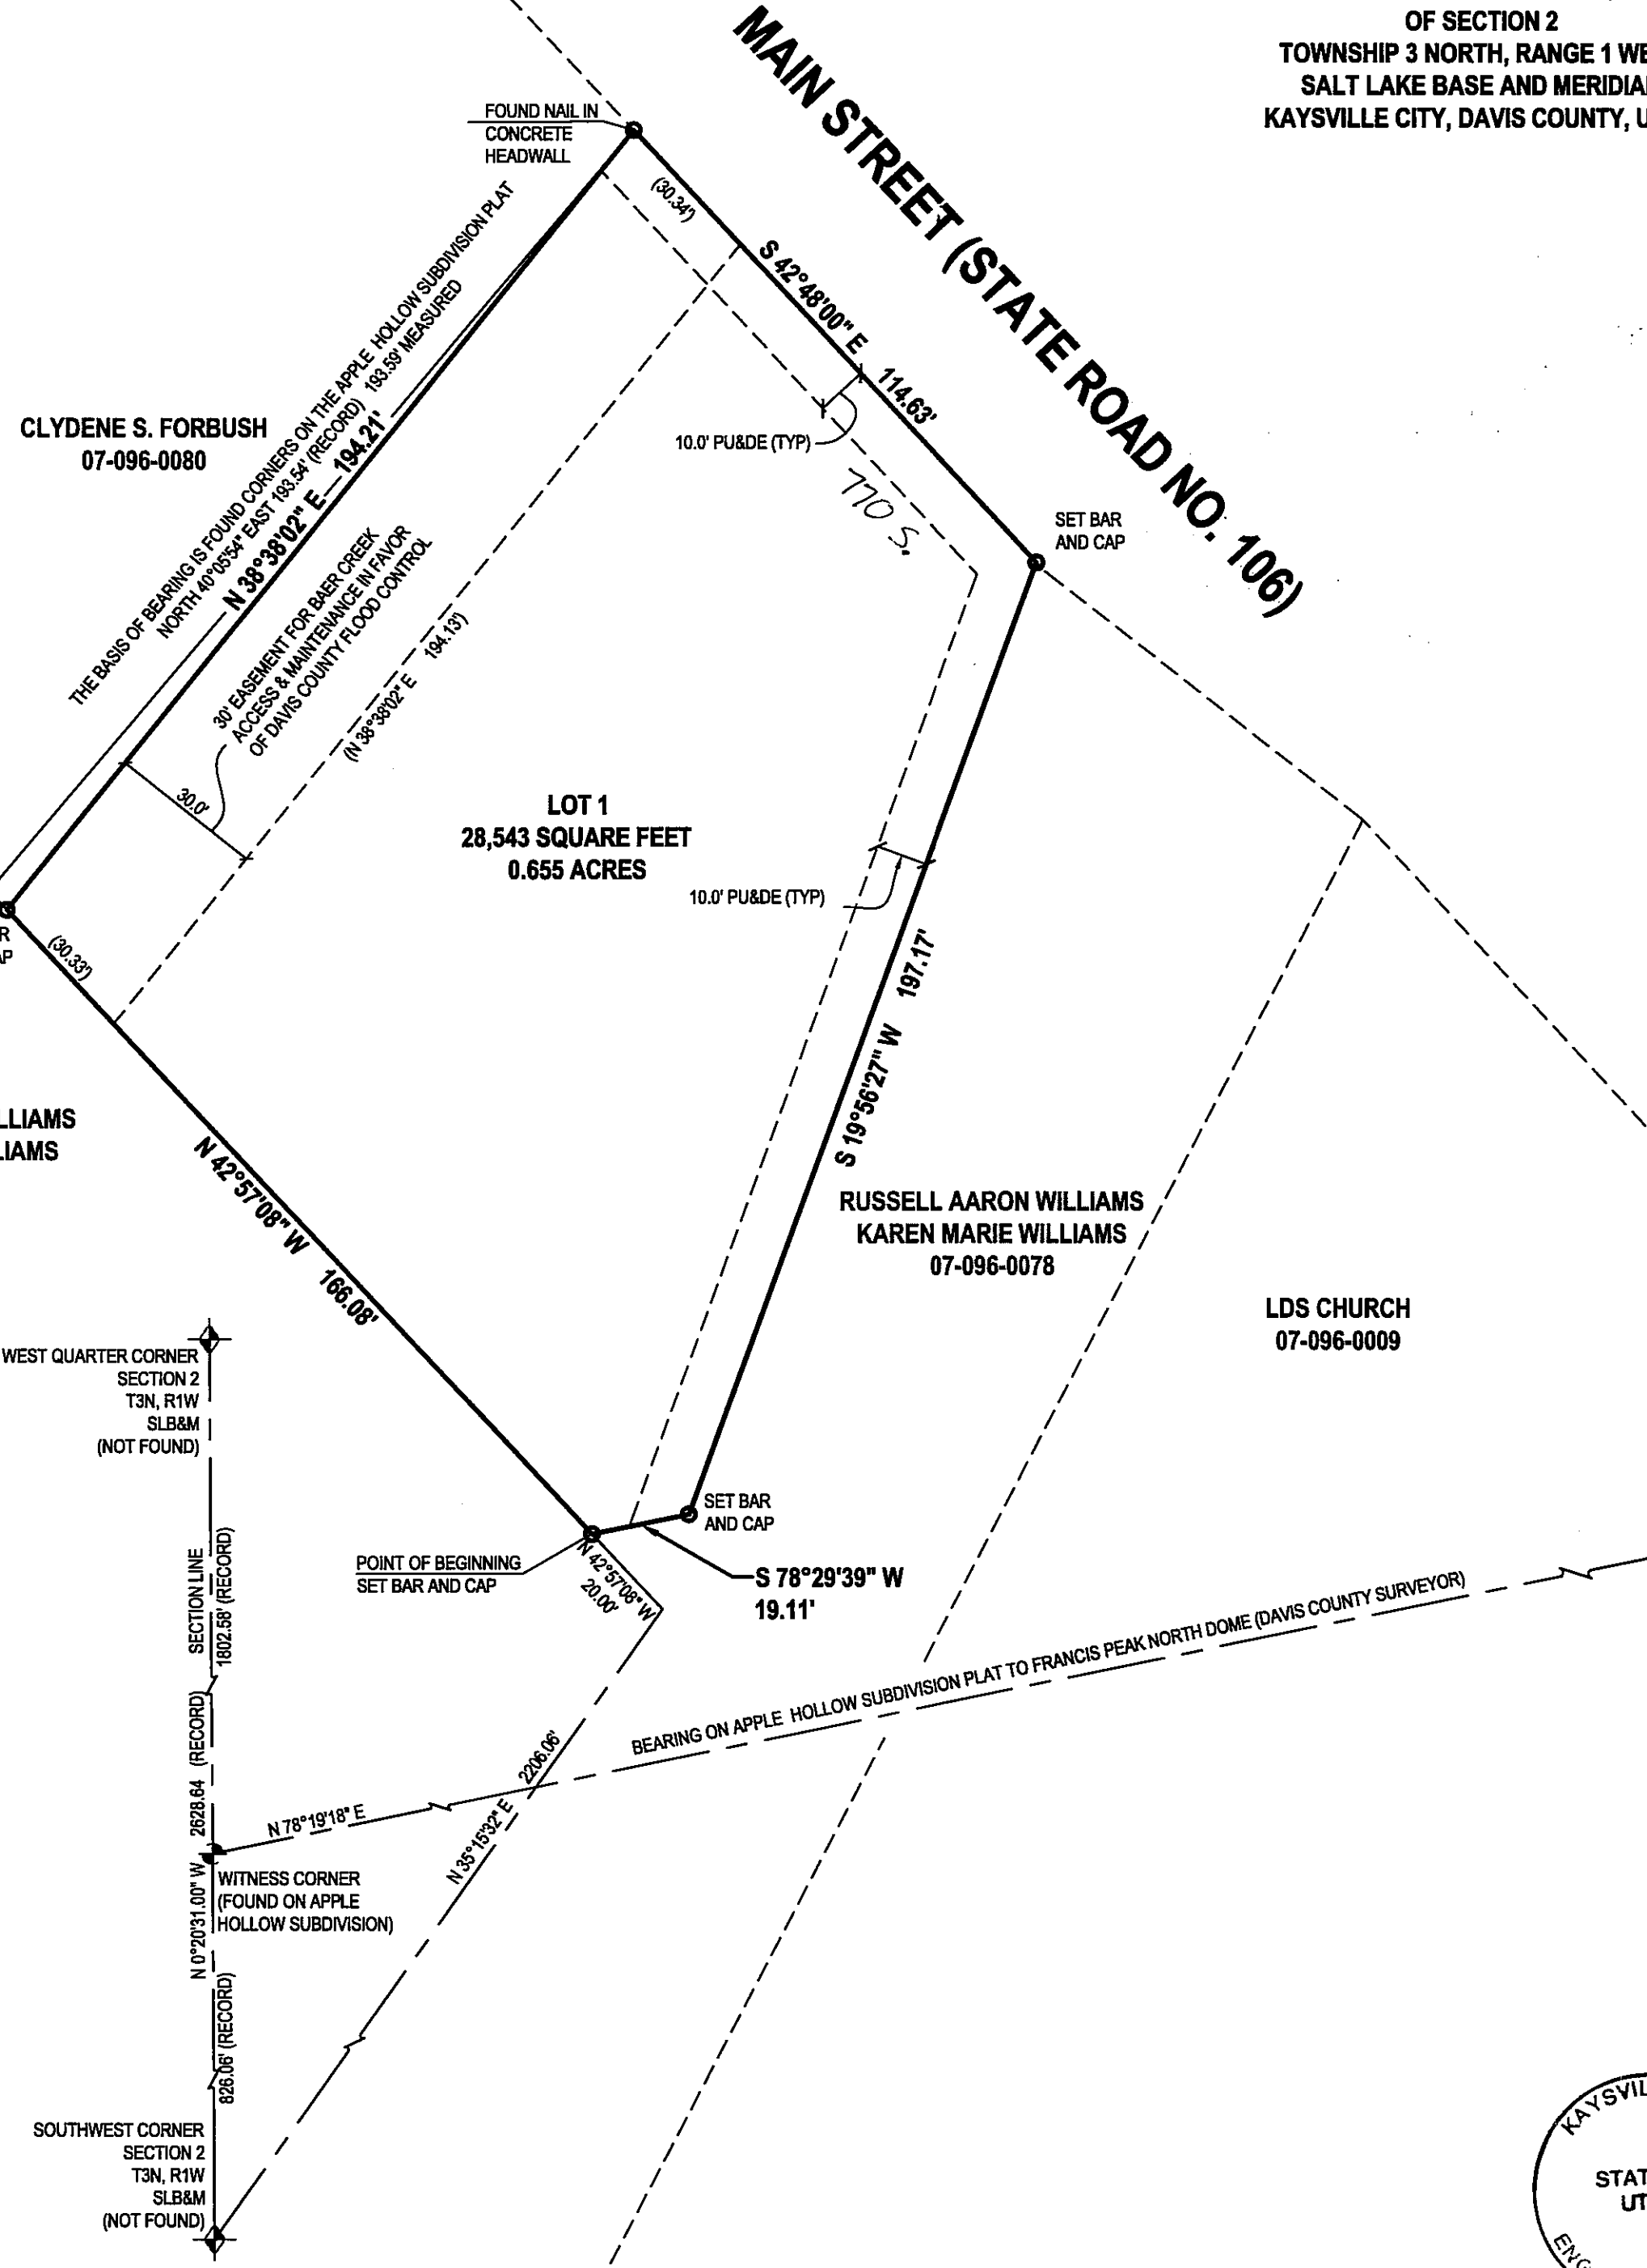 OF SECTION 2
TOWNSHIP 3 NORTH, RANGE 1 WE
SALT LAKE BASE AND MERIDIA
KAYSVILLE CITY, DAVIS COUNTY, U
MAIN STREET (STATE ROAD NO. 106)
FOUND NAIL IN
CONCRETE
HEADWALL
(30.34')
S 42°48'00" E 114.63'
THE BASIS OF BEARING IS FOUND CORNERS ON THE APPLE HOLLOW SUBDIVISION PLAT
NORTH 40°05'54" EAST 193.54' (RECORD) 193.59' MEASURED
N 38°38'02" E 194.21'
CLYDENE S. FORBUSH
07-096-0080
10.0' PU&DE (TYP)
770 S.
SET BAR
AND CAP
30' EASEMENT FOR BAER CREEK
ACCESS & MAINTENANCE IN FAVOR
OF DAVIS COUNTY FLOOD CONTROL
(N 38°38'02" E 194.13')
30.0'
LOT 1
28,543 SQUARE FEET
0.655 ACRES
10.0' PU&DE (TYP)
R
AP
(30.33')
S 19°56'27" W 197.17'
LLIAMS
LIAMS
N 42°57'08" W 166.08'
RUSSELL AARON WILLIAMS
KAREN MARIE WILLIAMS
07-096-0078
LDS CHURCH
07-096-0009
WEST QUARTER CORNER
SECTION 2
T3N, R1W
SLB&M
(NOT FOUND)
SET BAR
AND CAP
POINT OF BEGINNING
SET BAR AND CAP
N 42°57'08" W
20.00'
S 78°29'39" W
19.11'
SECTION LINE
1802.58' (RECORD)
BEARING ON APPLE HOLLOW SUBDIVISION PLAT TO FRANCIS PEAK NORTH DOME (DAVIS COUNTY SURVEYOR)
N 0°20'31.00" W 2628.64 (RECORD)
N 78°19'18" E
N 35°15'32" E 2206.06'
WITNESS CORNER
(FOUND ON APPLE
HOLLOW SUBDIVISION)
826.06' (RECORD)
SOUTHWEST CORNER
SECTION 2
T3N, R1W
SLB&M
(NOT FOUND)
KAYSVIL
STAT
UT
ENG